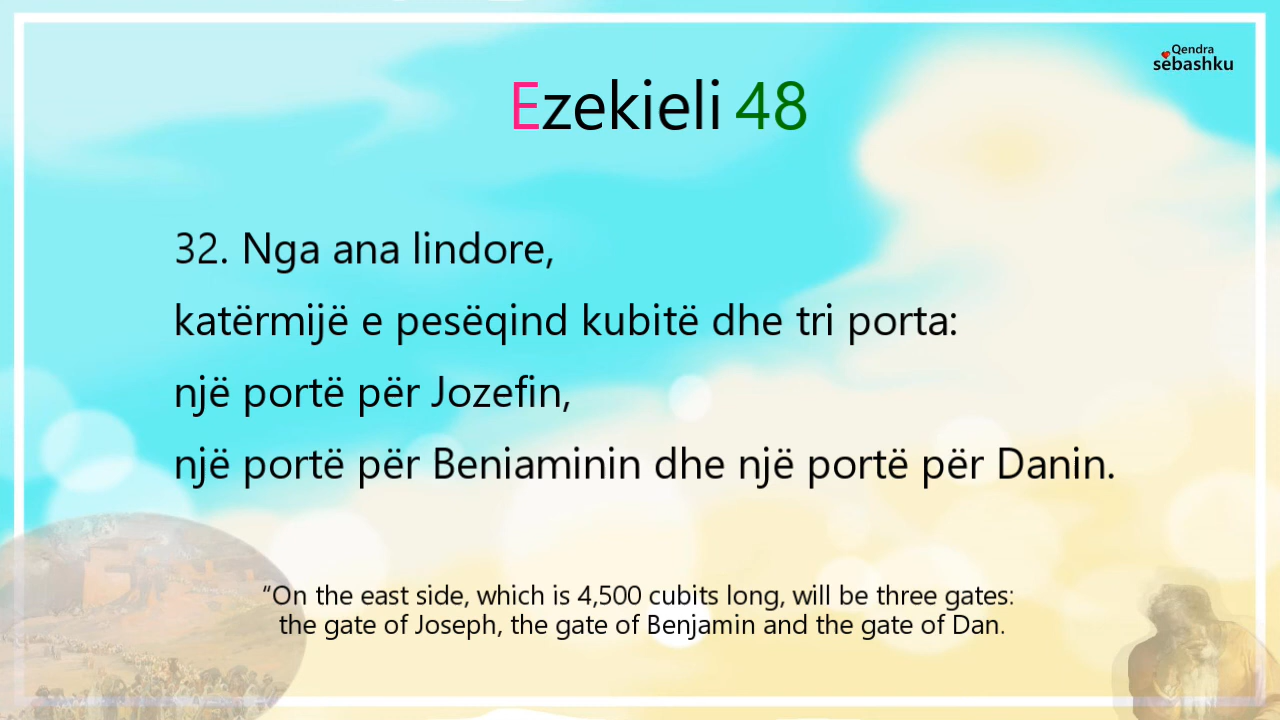 Qendra
sëbashku
Ezekieli 48
32. Nga ana lindore,
katërmijë e pesëqind kubitë dhe tri porta:
një portë për Jozefin,
një portë për Beniaminin dhe një portë për Danin.
“On the east side, which is 4,500 cubits long, will be three gates:
the gate of Joseph, the gate of Benjamin and the gate of Dan.